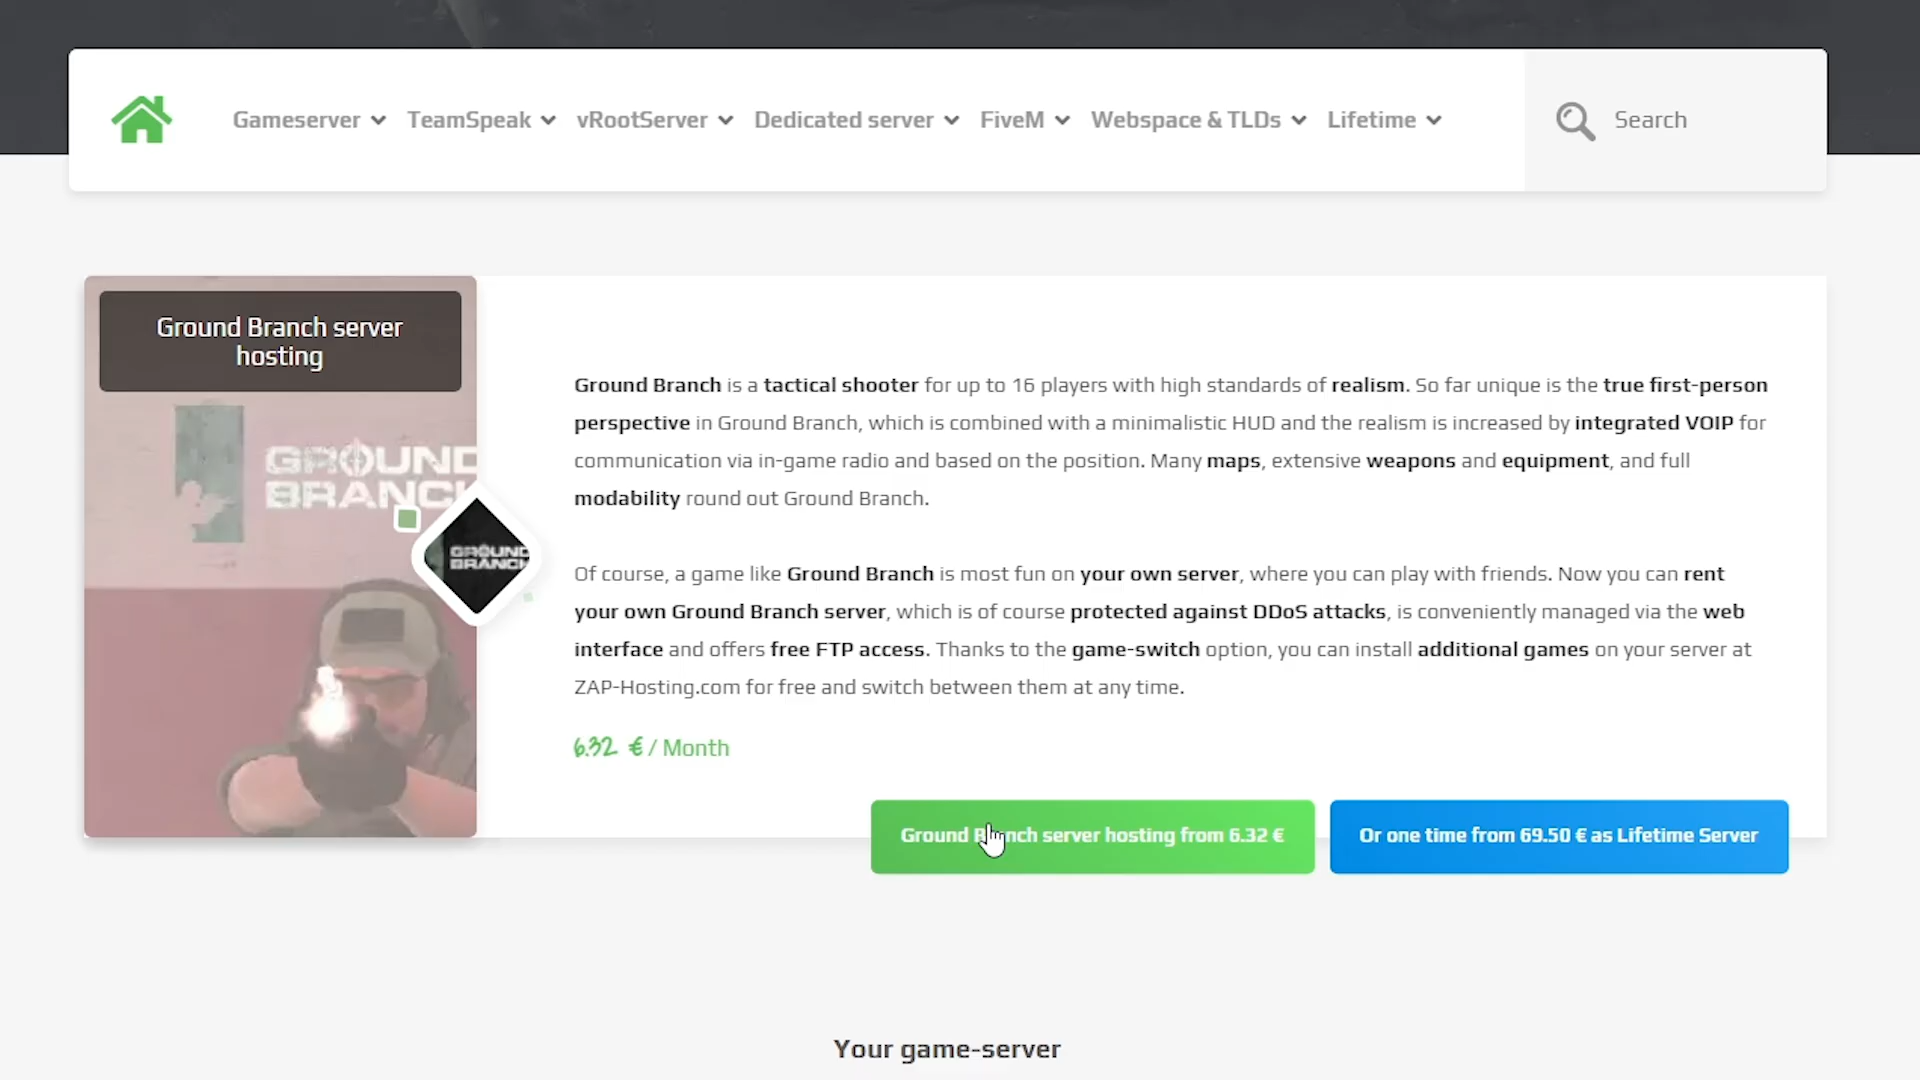 Gameserver TeamSpeak vRootServer Dedicated server FiveM Webspace & TLDs Lifetime Search
Ground Branch server
hosting
GROUND
BRANCH
GROUND
BRANCH
Ground Branch is a tactical shooter for up to 16 players with high standards of realism. So far unique is the true first-person
perspective in Ground Branch, which is combined with a minimalistic HUD and the realism is increased by integrated VOIP for
communication via in-game radio and based on the position. Many maps, extensive weapons and equipment, and full
modability round out Ground Branch.
Of course, a game like Ground Branch is most fun on your own server, where you can play with friends. Now you can rent
your own Ground Branch server, which is of course protected against DDoS attacks, is conveniently managed via the web
interface and offers free FTP access. Thanks to the game-switch option, you can install additional games on your server at
ZAP-Hosting.com for free and switch between them at any time.
6.32 € / Month
Ground Branch server hosting from 6.32 €
Or one time from 69.50 € as Lifetime Server
Your game-server